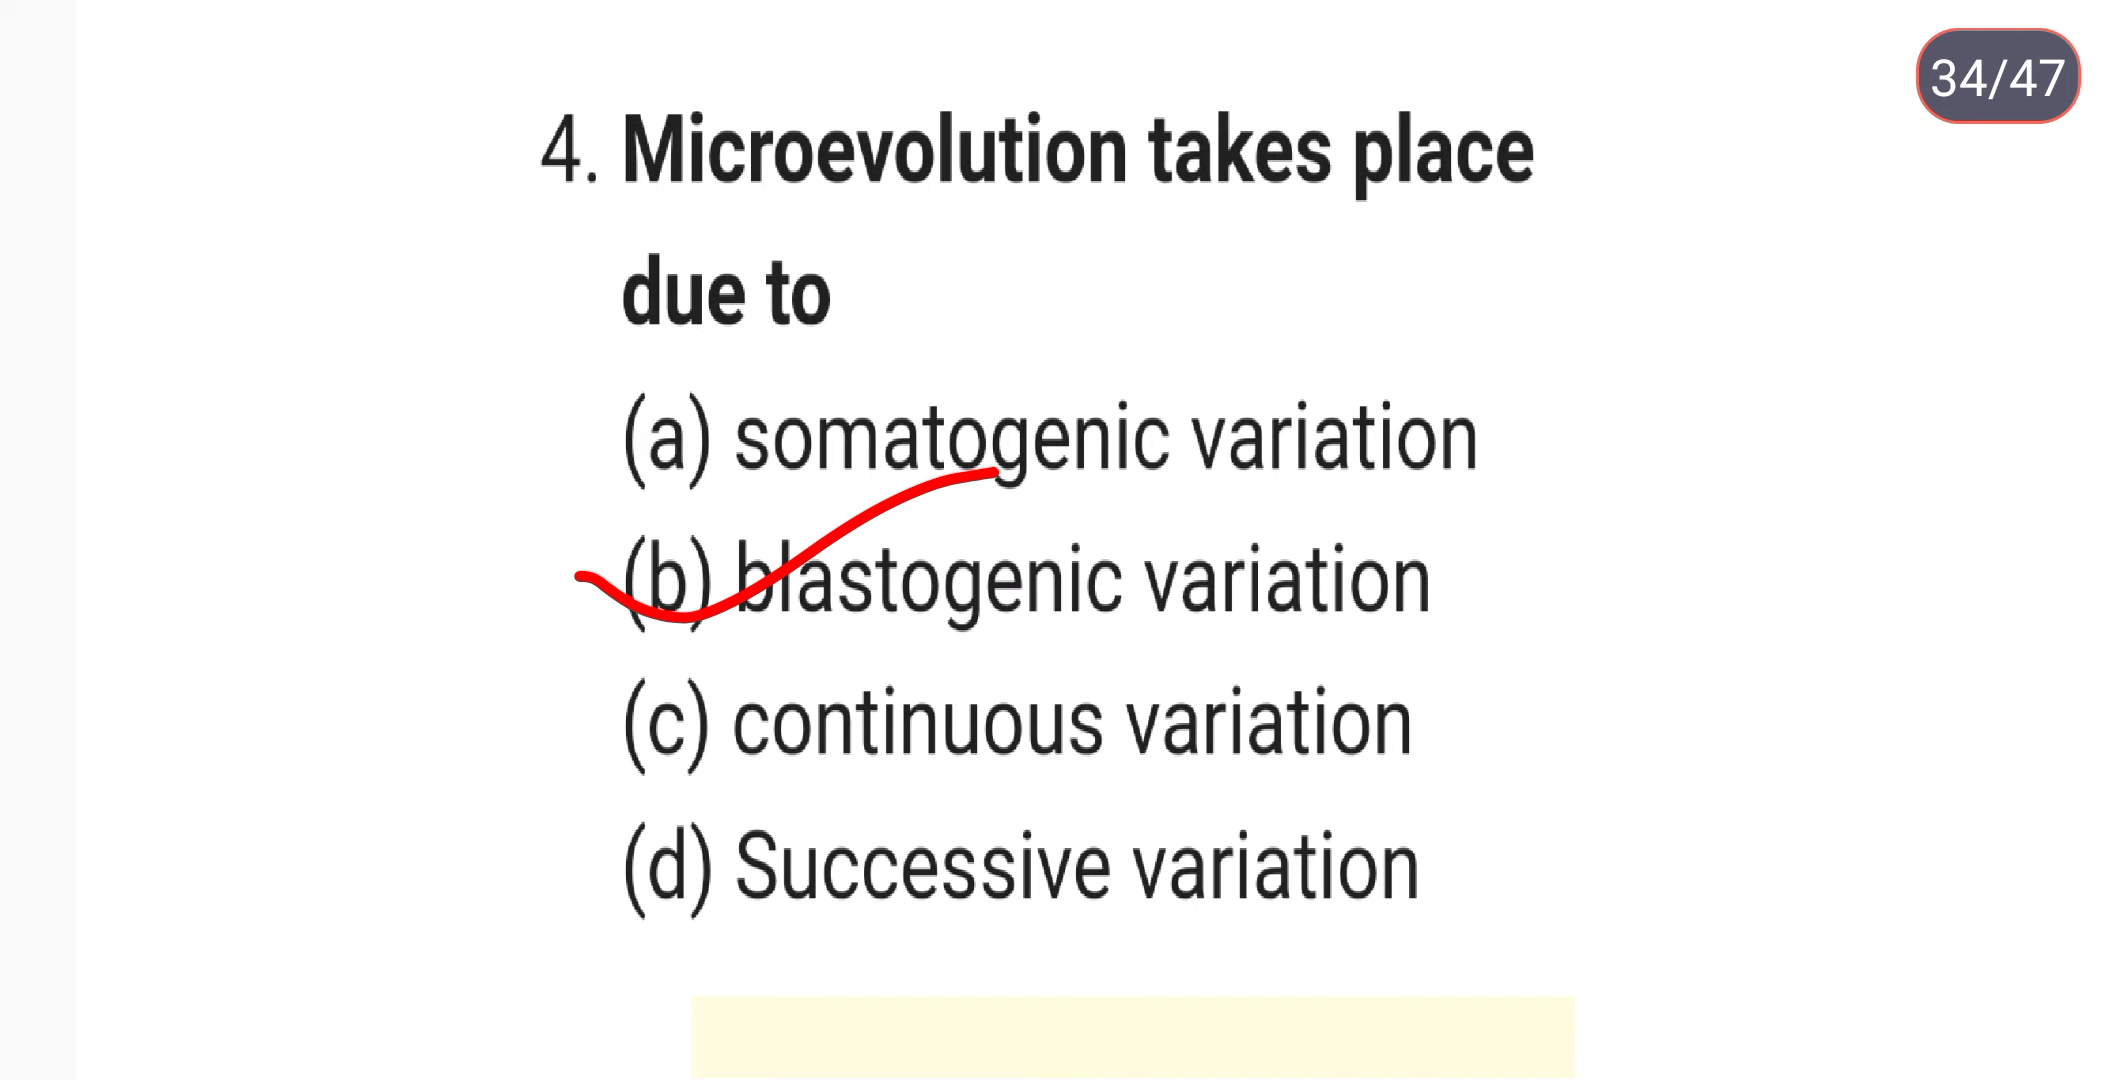 34/47
4. Microevolution takes place
due to
(a) somatogenic variation
(b) blastogenic variation
(c) continuous variation
(d) Successive variation